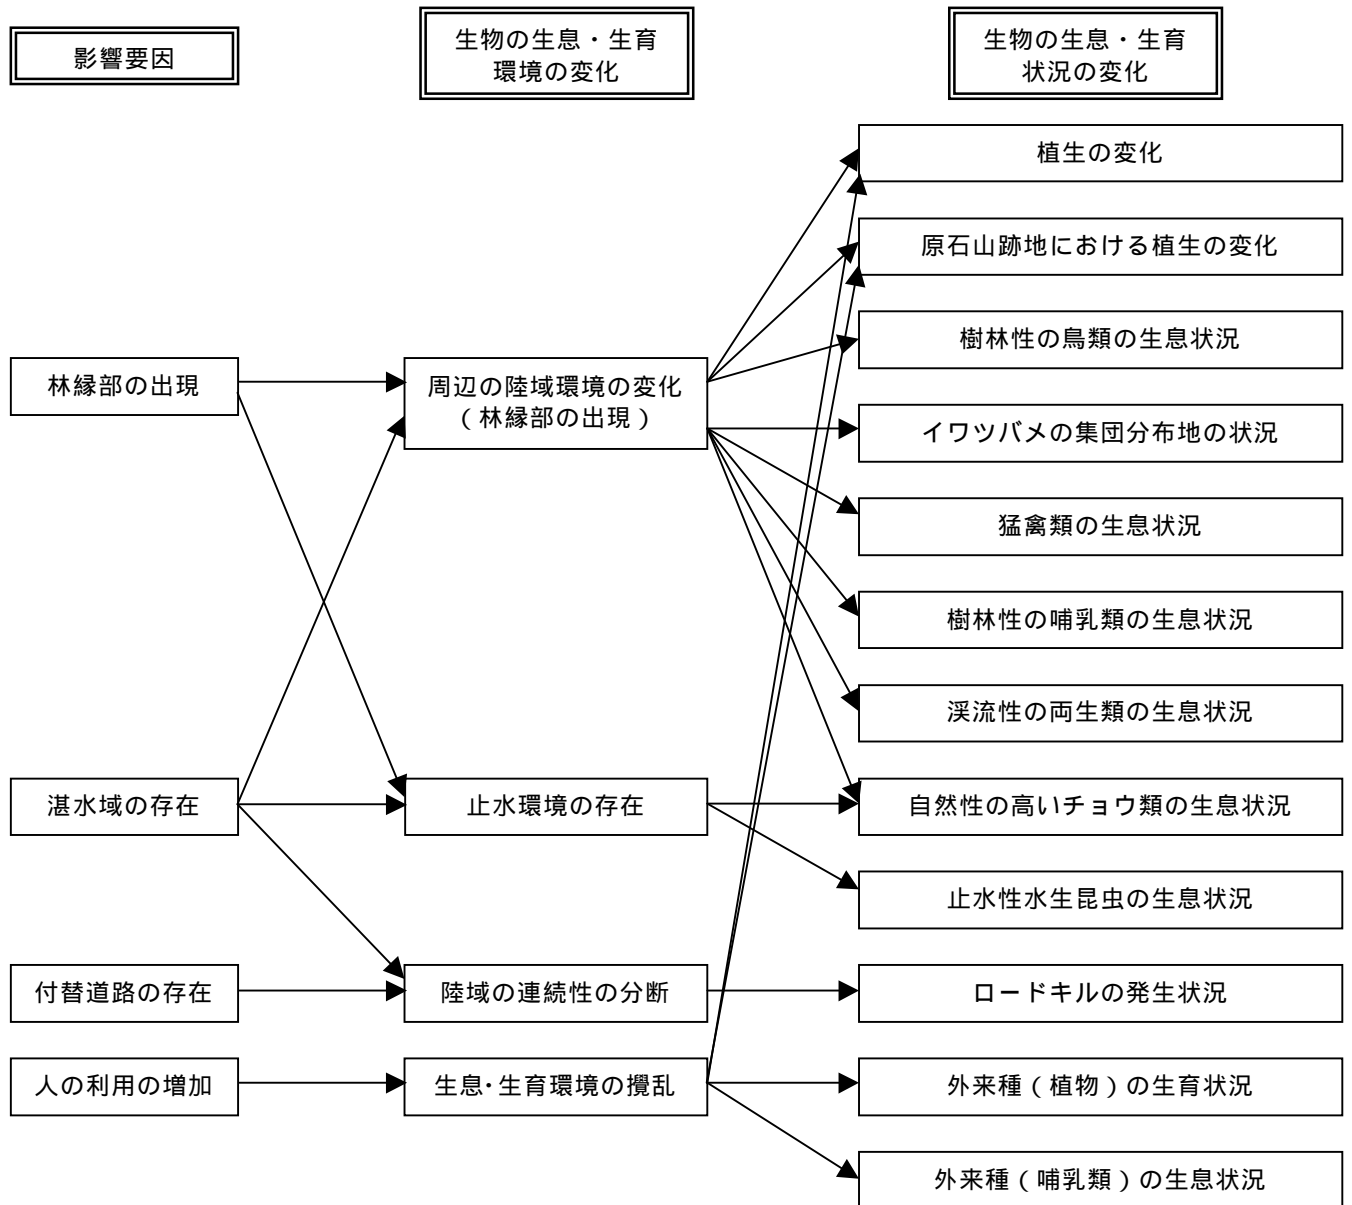 影響要因
生物の生息・生育
環境の変化
生物の生息・生育
状況の変化
植生の変化
原石山跡地における植生の変化
樹林性の鳥類の生息状況
林縁部の出現
周辺の陸域環境の変化
（林縁部の出現）
イワツバメの集団分布地の状況
猛禽類の生息状況
樹林性の哺乳類の生息状況
渓流性の両生類の生息状況
湛水域の存在
止水環境の存在
自然性の高いチョウ類の生息状況
止水性水生昆虫の生息状況
付替道路の存在
陸域の連続性の分断
ロードキルの発生状況
人の利用の増加
生息･生育環境の攪乱
外来種（植物）の生育状況
外来種（哺乳類）の生息状況